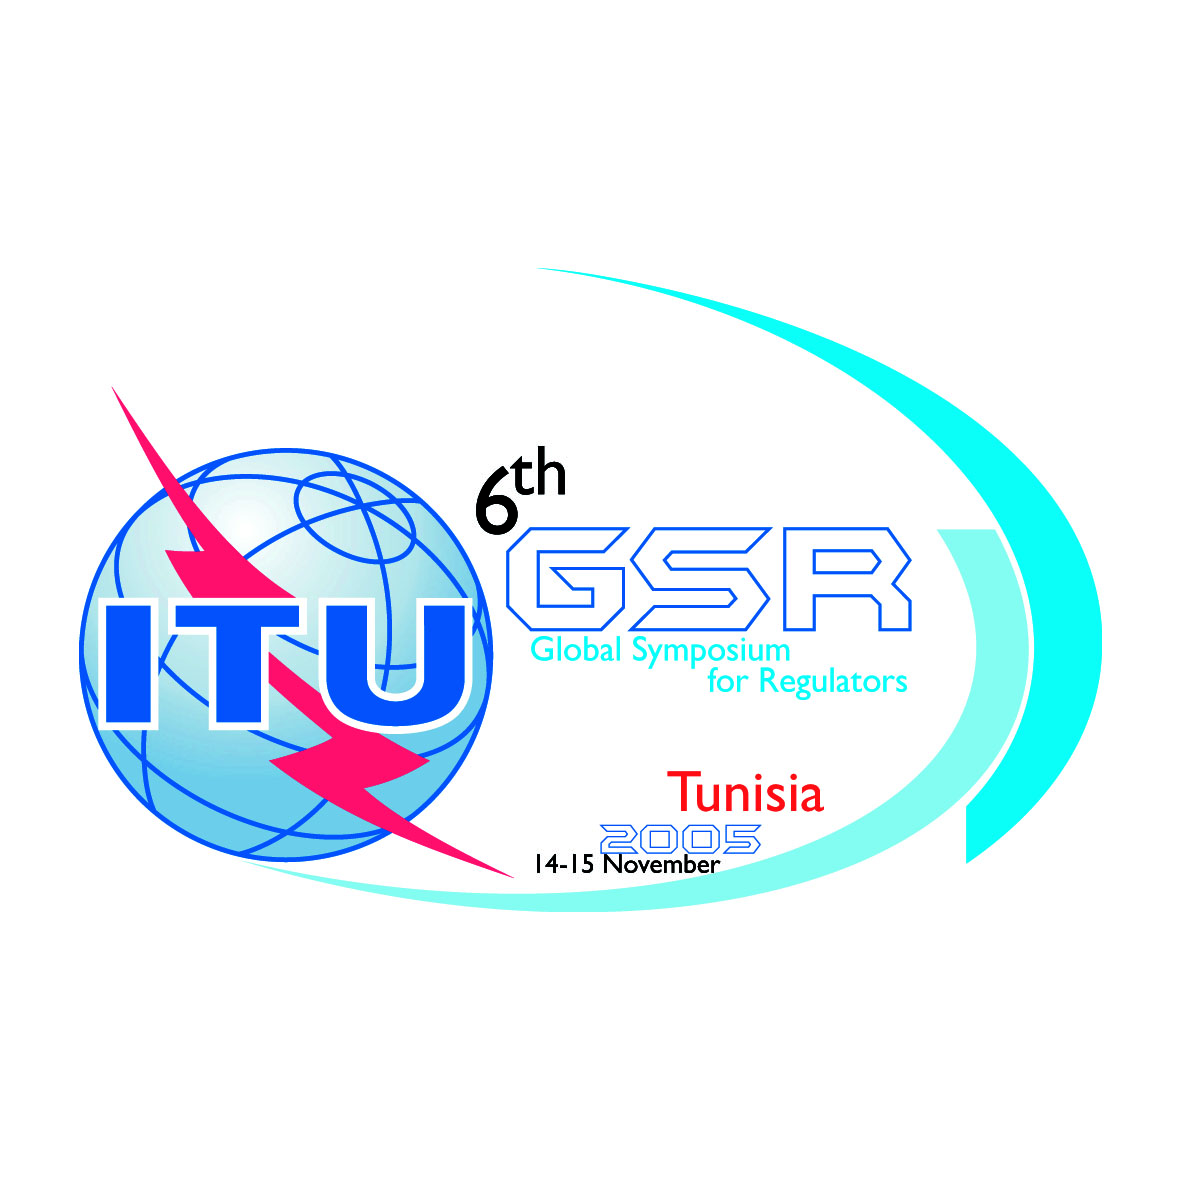 ITU
6th
GSR
Global Symposium
for Regulators
Tunisia
2005
14-15 November